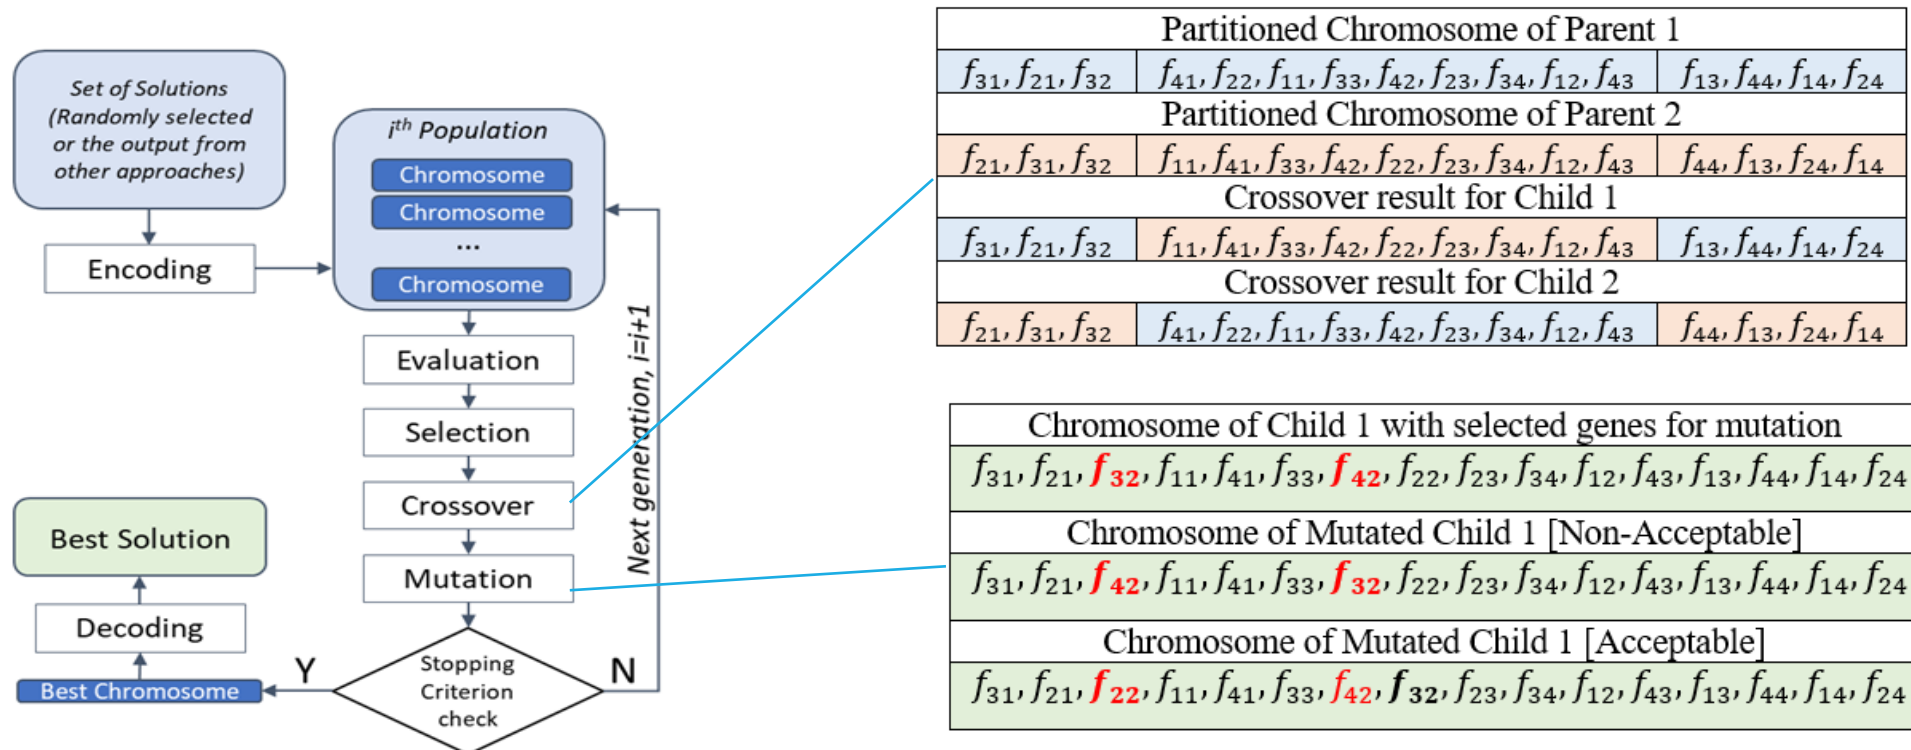 Set of Solutions
(Randomly selected
or the output from
other approaches)
Encoding
iᵗʰ Population
Chromosome
Chromosome
...
Chromosome
Evaluation
Selection
Crossover
Mutation
Next generation, i=i+1
Stopping
Criterion
check
Y
N
Best Chromosome
Decoding
Best Solution
Partitioned Chromosome of Parent 1
f₃₁, f₂₁, f₃₂ f₄₁, f₂₂, f₁₁, f₃₃, f₄₂, f₂₃, f₃₄, f₁₂, f₄₃ f₁₃, f₄₄, f₁₄, f₂₄
Partitioned Chromosome of Parent 2
f₂₁, f₃₁, f₃₂ f₁₁, f₄₁, f₃₃, f₄₂, f₂₂, f₂₃, f₃₄, f₁₂, f₄₃ f₄₄, f₁₃, f₂₄, f₁₄
Crossover result for Child 1
f₃₁, f₂₁, f₃₂ f₁₁, f₄₁, f₃₃, f₄₂, f₂₂, f₂₃, f₃₄, f₁₂, f₄₃ f₁₃, f₄₄, f₁₄, f₂₄
Crossover result for Child 2
f₂₁, f₃₁, f₃₂ f₄₁, f₂₂, f₁₁, f₃₃, f₄₂, f₂₃, f₃₄, f₁₂, f₄₃ f₄₄, f₁₃, f₂₄, f₁₄
Chromosome of Child 1 with selected genes for mutation
f₃₁, f₂₁, f₃₂, f₁₁, f₄₁, f₃₃, f₄₂, f₂₂, f₂₃, f₃₄, f₁₂, f₄₃, f₁₃, f₄₄, f₁₄, f₂₄
Chromosome of Mutated Child 1 [Non-Acceptable]
f₃₁, f₂₁, f₄₂, f₁₁, f₄₁, f₃₃, f₃₂, f₂₂, f₂₃, f₃₄, f₁₂, f₄₃, f₁₃, f₄₄, f₁₄, f₂₄
Chromosome of Mutated Child 1 [Acceptable]
f₃₁, f₂₁, f₂₂, f₁₁, f₄₁, f₃₃, f₄₂, f₃₂, f₂₃, f₃₄, f₁₂, f₄₃, f₁₃, f₄₄, f₁₄, f₂₄